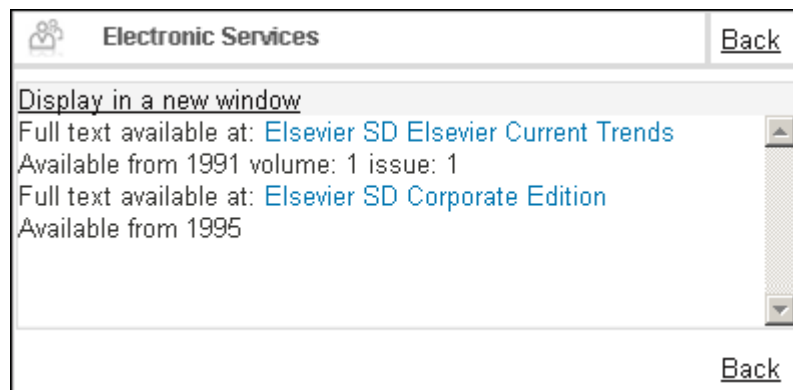 Electronic Services
Back
Display in a new window
Full text available at: Elsevier SD Elsevier Current Trends
Available from 1991 volume: 1 issue: 1
Full text available at: Elsevier SD Corporate Edition
Available from 1995
Back